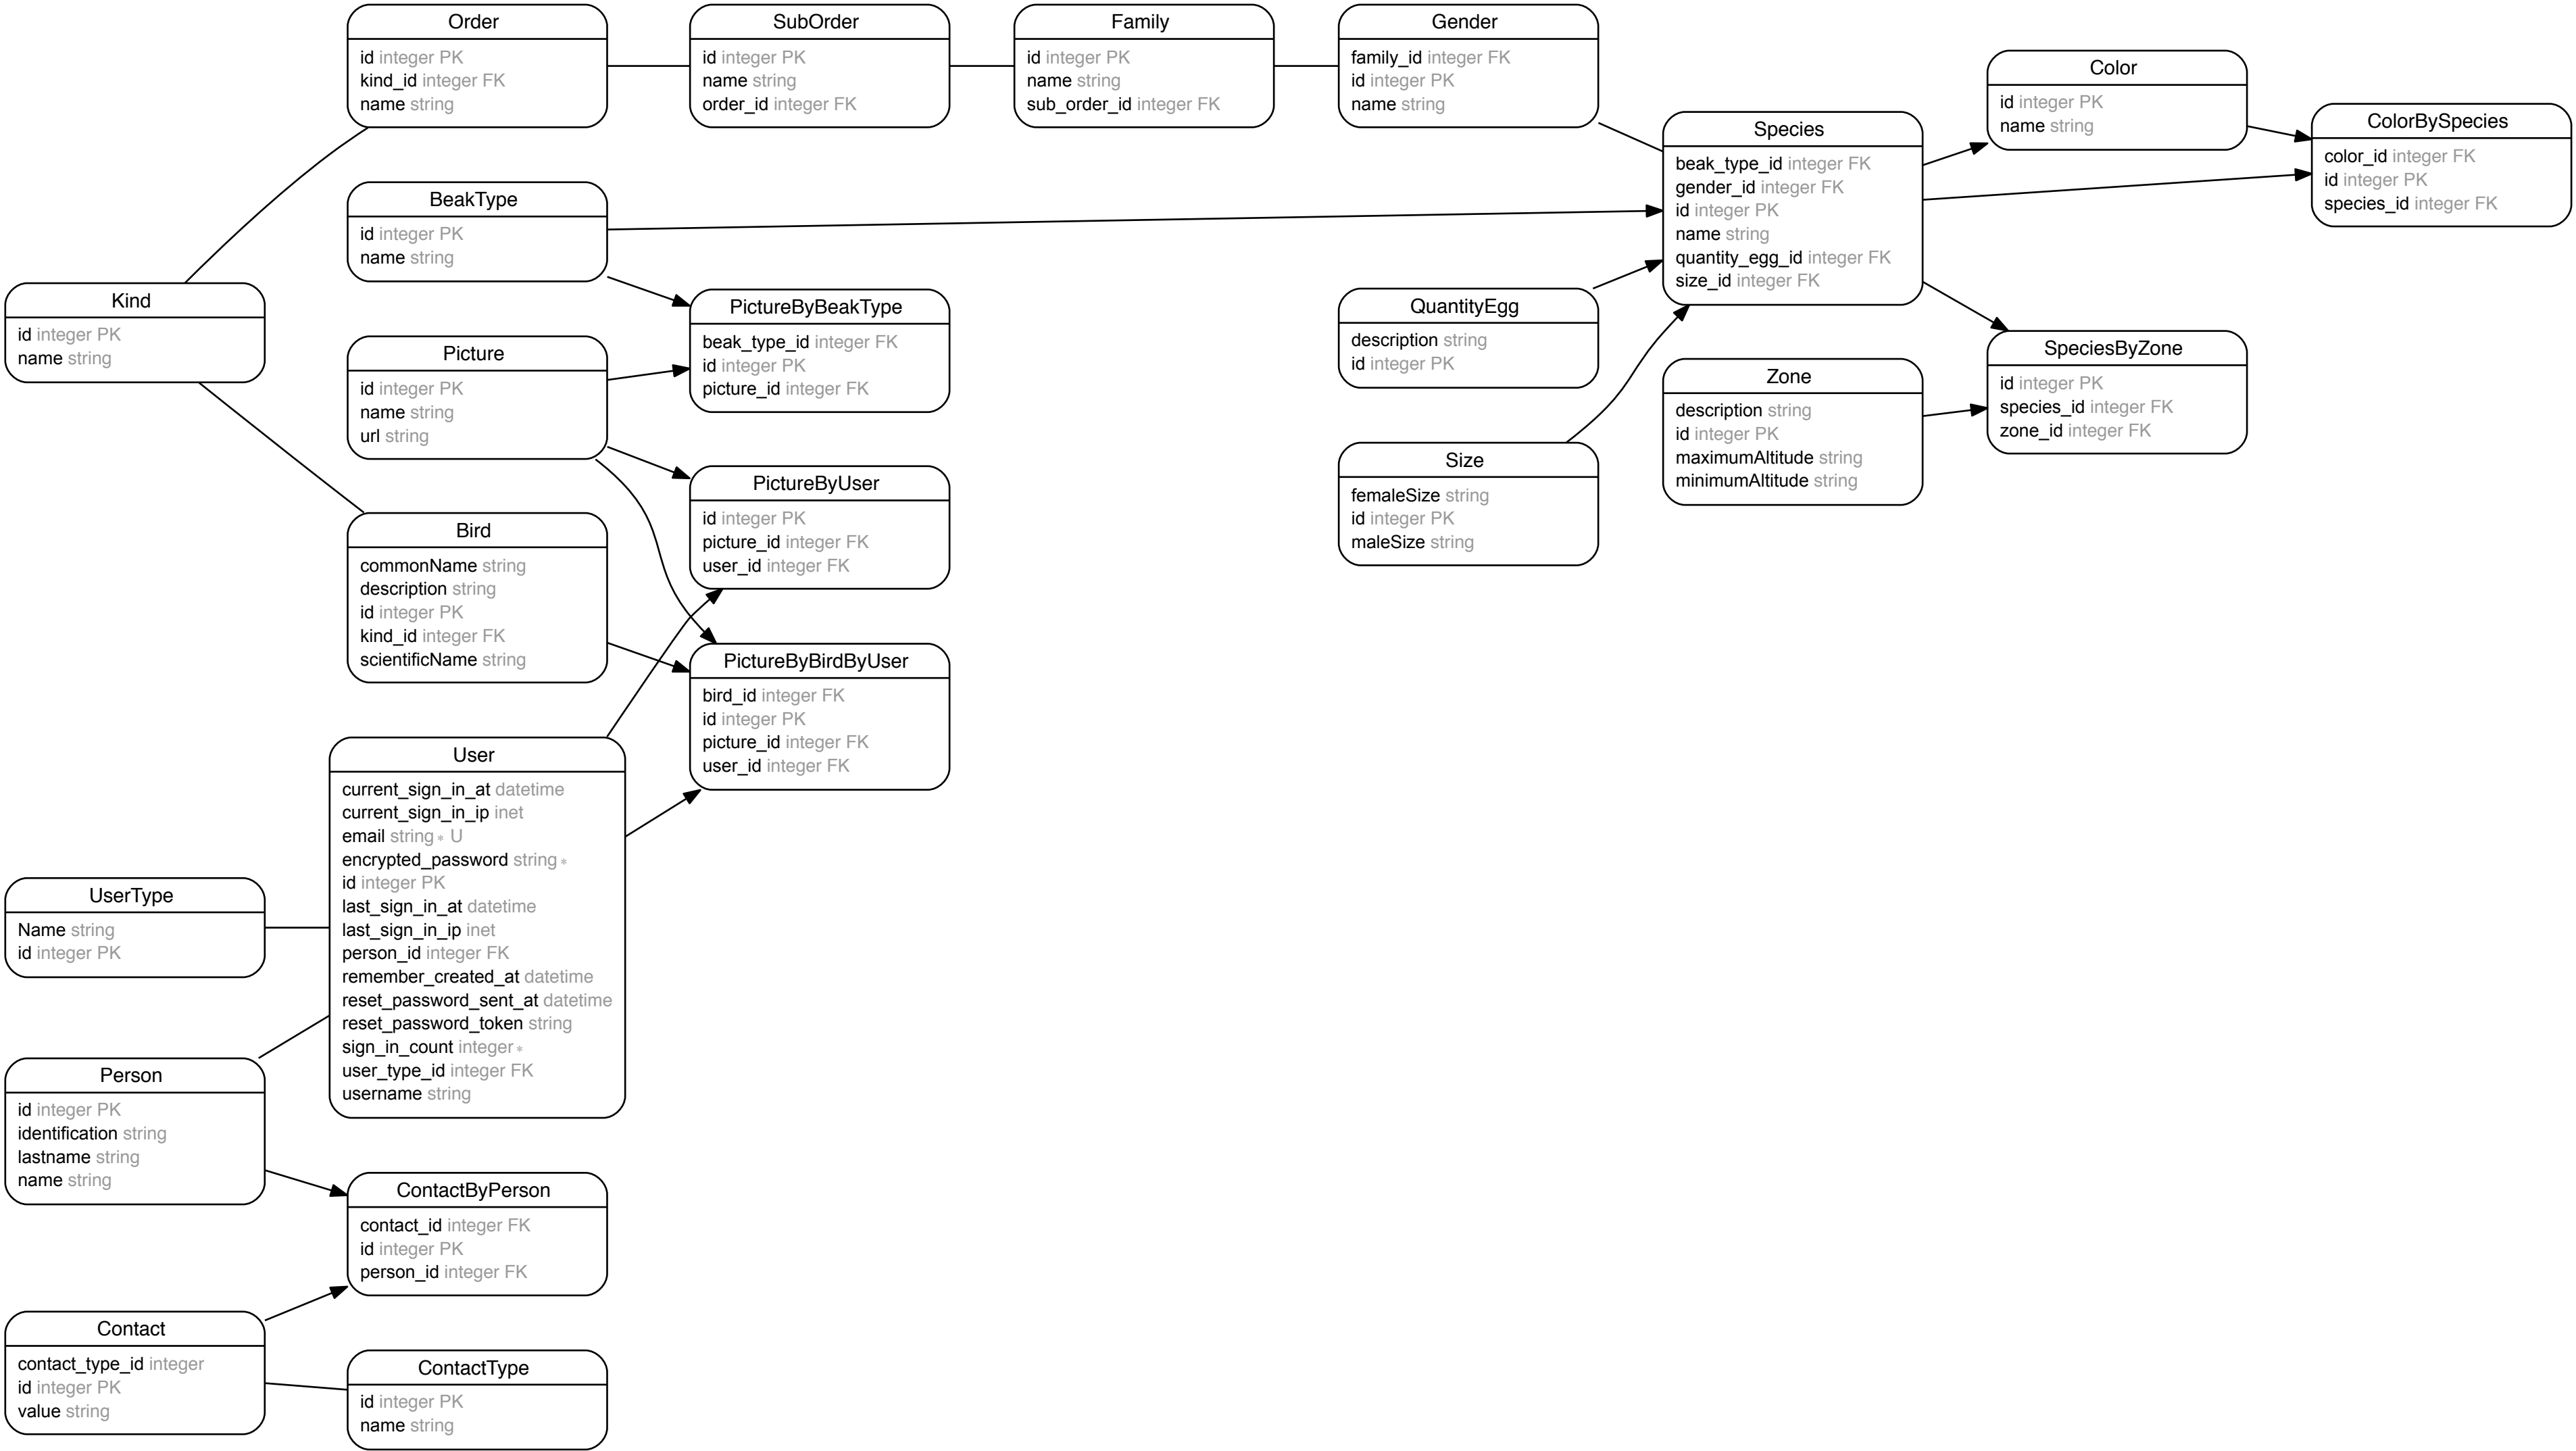 Order
id integer PK
kind_id integer FK
name string
SubOrder
id integer PK
name string
order_id integer FK
Family
id integer PK
name string
sub_order_id integer FK
Gender
family_id integer FK
id integer PK
name string
Species
beak_type_id integer FK
gender_id integer FK
id integer PK
name string
quantity_egg_id integer FK
size_id integer FK
Color
id integer PK
name string
ColorBySpecies
color_id integer FK
id integer PK
species_id integer FK
BeakType
id integer PK
name string
Kind
id integer PK
name string
PictureByBeakType
beak_type_id integer FK
id integer PK
picture_id integer FK
Picture
id integer PK
name string
url string
QuantityEgg
description string
id integer PK
Zone
description string
id integer PK
maximumAltitude string
minimumAltitude string
SpeciesByZone
id integer PK
species_id integer FK
zone_id integer FK
Size
femaleSize string
id integer PK
maleSize string
PictureByUser
id integer PK
picture_id integer FK
user_id integer FK
Bird
commonName string
description string
id integer PK
kind_id integer FK
scientificName string
PictureByBirdByUser
bird_id integer FK
id integer PK
picture_id integer FK
user_id integer FK
User
current_sign_in_at datetime
current_sign_in_ip inet
email string * U
encrypted_password string *
id integer PK
last_sign_in_at datetime
last_sign_in_ip inet
person_id integer FK
remember_created_at datetime
reset_password_sent_at datetime
reset_password_token string
sign_in_count integer *
user_type_id integer FK
username string
UserType
Name string
id integer PK
Person
id integer PK
identification string
lastname string
name string
ContactByPerson
contact_id integer FK
id integer PK
person_id integer FK
Contact
contact_type_id integer
id integer PK
value string
ContactType
id integer PK
name string